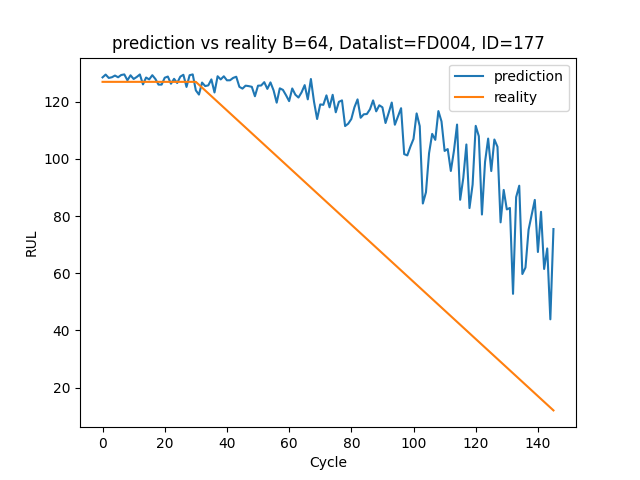 prediction vs reality B=64, Datalist=FD004, ID=177
prediction
reality
120
100
80
60
40
20
RUL
0 20 40 60 80 100 120 140
Cycle